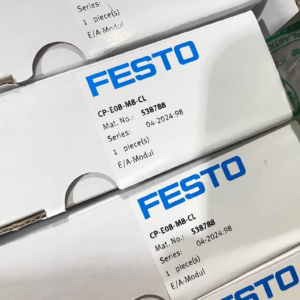 Series:
1 piece(s)
E/A-Modul
FESTO
CP-E08-M8-CL
Mat. No.: 538788
Series: 04-2024-98
1 piece(s)
E/A-Modul
FESTO
CP-E08-M8-CL
Mat. No.: 538788
Series: 04-2024-98
1 piece(s)
E/A-Modul
FESTO